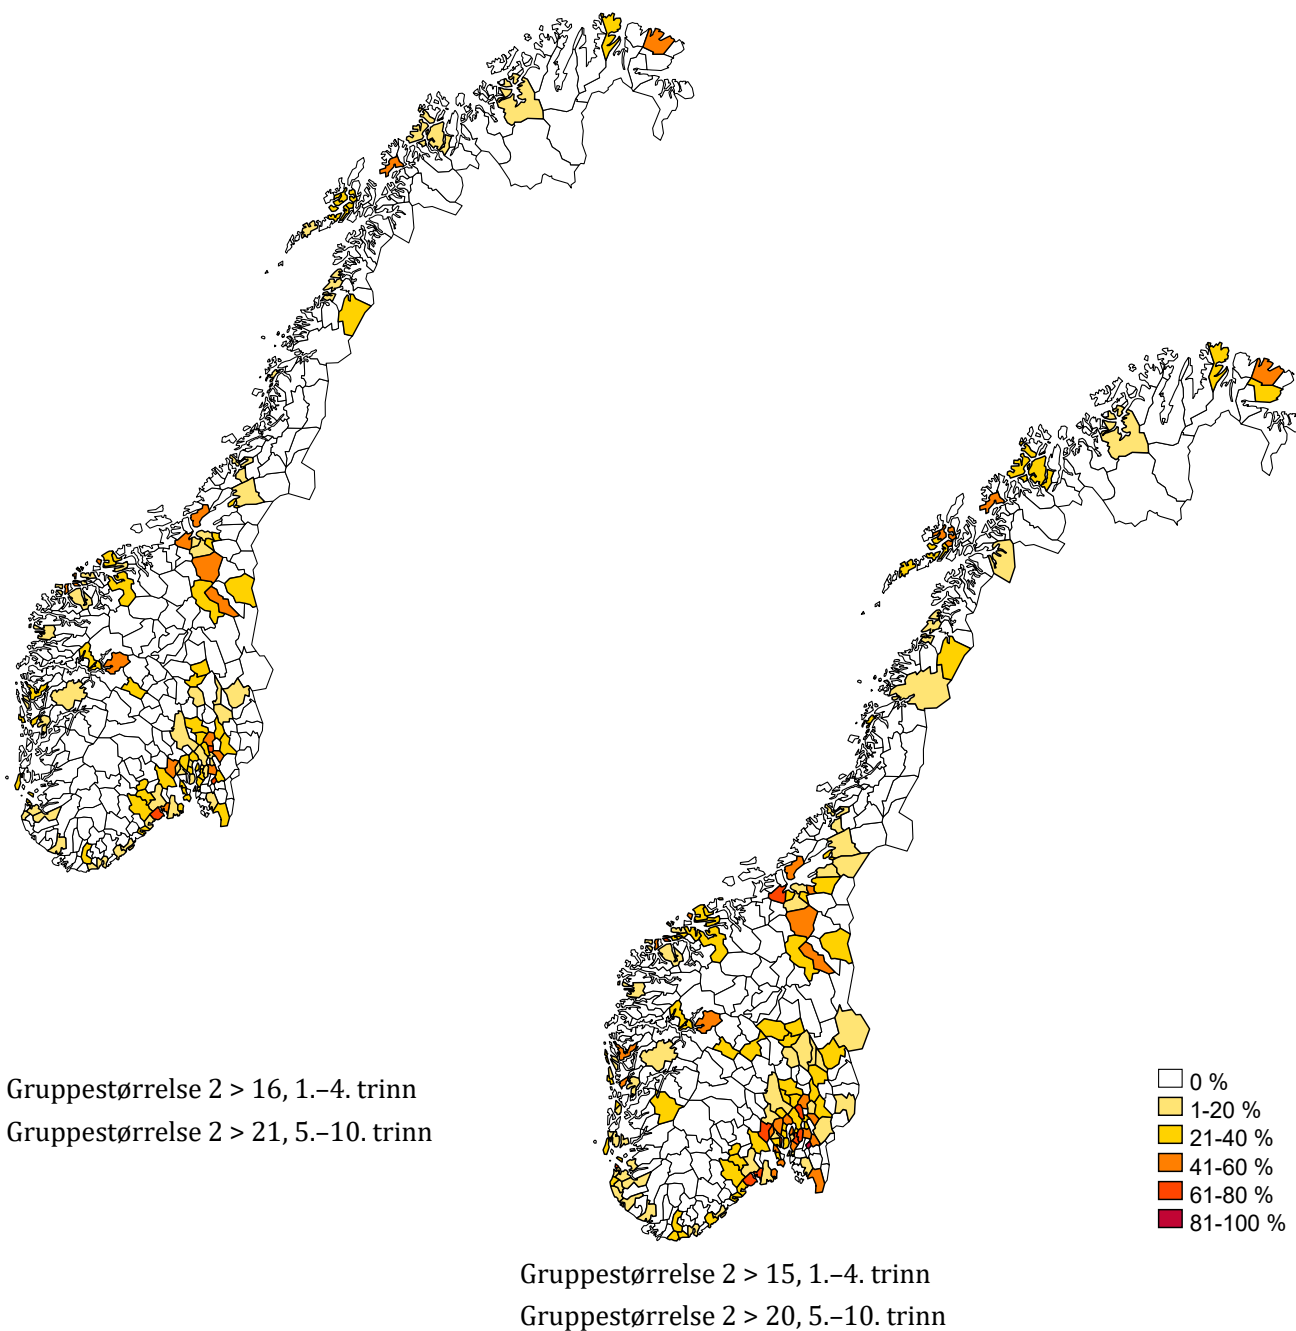 Gruppestørrelse 2 > 16, 1.–4. trinn
Gruppestørrelse 2 > 21, 5.–10. trinn
0 %
1-20 %
21-40 %
41-60 %
61-80 %
81-100 %
Gruppestørrelse 2 > 15, 1.–4. trinn
Gruppestørrelse 2 > 20, 5.–10. trinn